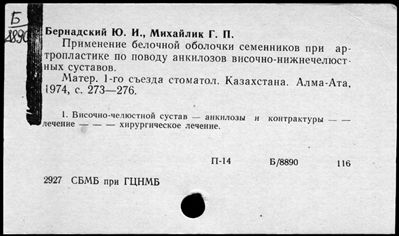 Б
8890
Бернадский Ю. И., Михайлик Г. П.
Применение белочной оболочки семенников при ар-
тропластике по поводу анкилозов височно-нижнечелюст-
ных суставов.
Матер. 1-го съезда стоматол. Казахстана. Алма-Ата,
1974, с. 273—276.
1. Височно-челюстной сустав — анкилозы и контрактуры — —
лечение — — — хирургическое лечение.
П-14 Б/8890 116
2927 СБМБ при ГЦНМБ